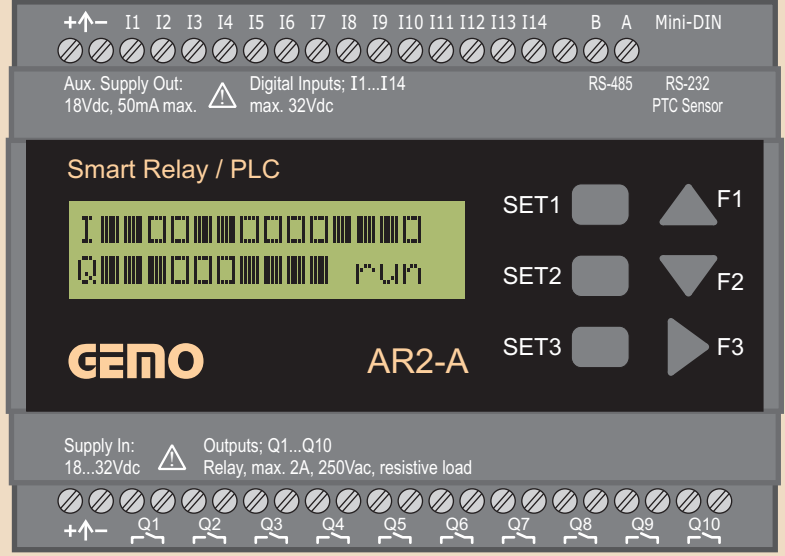 + - I1 I2 I3 I4 I5 I6 I7 I8 I9 I10 I11 I12 I13 I14 B A Mini-DIN
Aux. Supply Out: Digital Inputs; I1...I14 RS-485 RS-232
18Vdc, 50mA max. max. 32Vdc PTC Sensor
Smart Relay / PLC
SET1 F1
I
SET2 F2
Q run
SET3 F3
GEMO AR2-A
Supply In: Outputs; Q1...Q10
18...32Vdc Relay, max. 2A, 250Vac, resistive load
+ - Q1 Q2 Q3 Q4 Q5 Q6 Q7 Q8 Q9 Q10